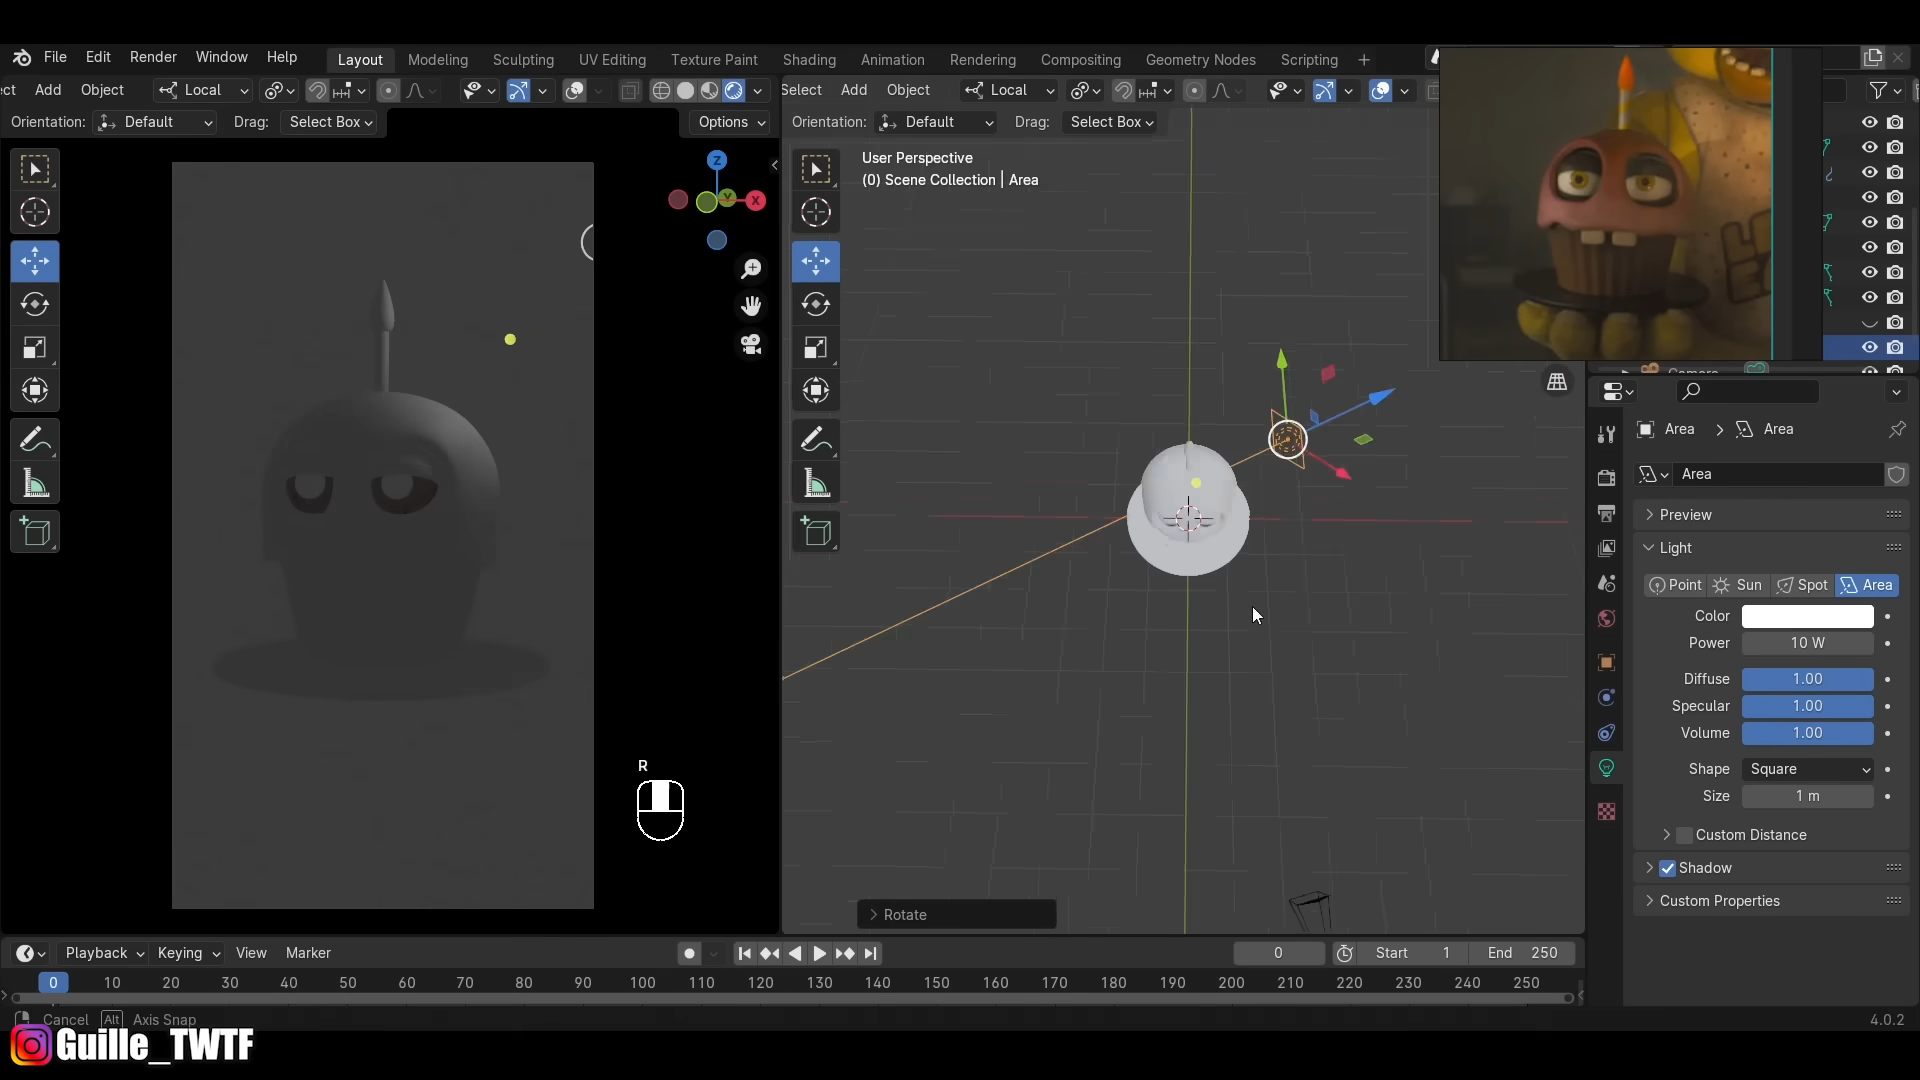 File Edit Render Window Help Layout Modeling Sculpting UV Editing Texture Paint Shading Animation Rendering Compositing Geometry Nodes Scripting +
ect Add Object Local
Select Add Object Local
Orientation: Default Drag: Select Box Options
Orientation: Default Drag: Select Box
User Perspective
(0) Scene Collection | Area
Z
Y
X
Camera
Area > Area
Area
Preview
Light
Point Sun Spot Area
Color
Power 10 W
Diffuse 1.00
Specular 1.00
Volume 1.00
Shape Square
Size 1 m
Custom Distance
Shadow
Custom Properties
R
Rotate
Playback Keying View Marker 0 Start 1 End 250
0 10 20 30 40 50 60 70 80 90 100 110 120 130 140 150 160 170 180 190 200 210 220 230 240 250
Cancel Alt Axis Snap 4.0.2
Guille_TWTF